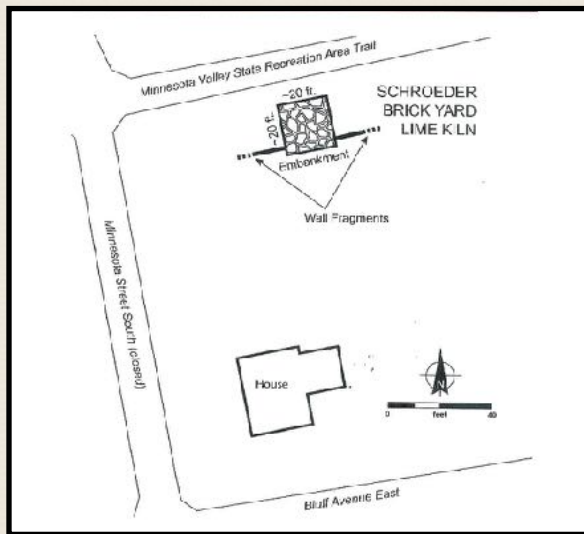 Minnesota Valley State Recreation Area Trail
SCHROEDER
BRICK YARD
LIME KILN
~20 ft.
~20 ft.
Embankment
Wall Fragments
Minnesota Street South (closed)
House
N
0 feet 40
Bluff Avenue East